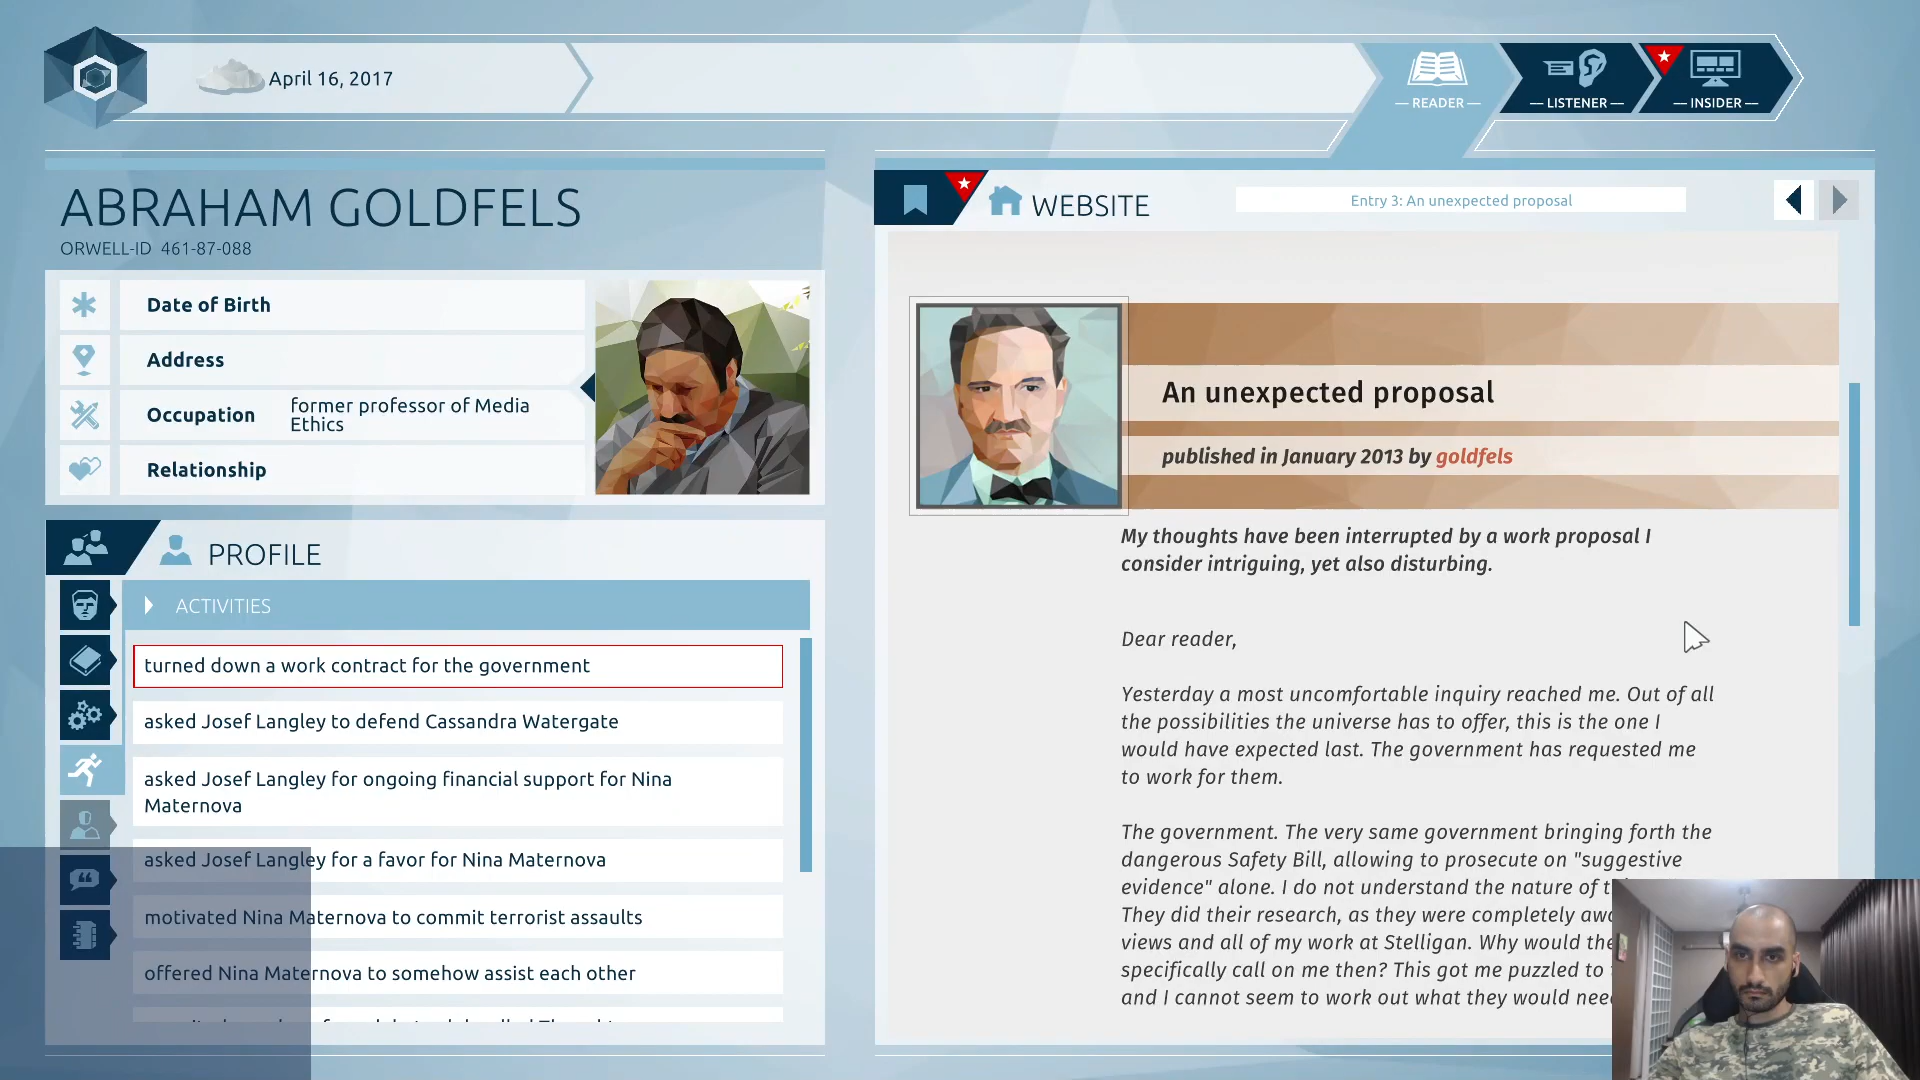 April 16, 2017
— READER —
— LISTENER —
— INSIDER —
ABRAHAM GOLDFELS
ORWELL-ID 461-87-088
Date of Birth
Address
Occupation former professor of Media
Ethics
Relationship
PROFILE
ACTIVITIES
turned down a work contract for the government
asked Josef Langley to defend Cassandra Watergate
asked Josef Langley for ongoing financial support for Nina
Maternova
asked Josef Langley for a favor for Nina Maternova
motivated Nina Maternova to commit terrorist assaults
offered Nina Maternova to somehow assist each other
WEBSITE
Entry 3: An unexpected proposal
An unexpected proposal
published in January 2013 by goldfels
My thoughts have been interrupted by a work proposal I
consider intriguing, yet also disturbing.
Dear reader,
Yesterday a most uncomfortable inquiry reached me. Out of all
the possibilities the universe has to offer, this is the one I
would have expected last. The government has requested me
to work for them.
The government. The very same government bringing forth the
dangerous Safety Bill, allowing to prosecute on "suggestive
evidence" alone. I do not understand the nature of
They did their research, as they were completely
views and all of my work at Stelligan. Why would
specifically call on me then? This got me puzzled to
and I cannot seem to work out what they would